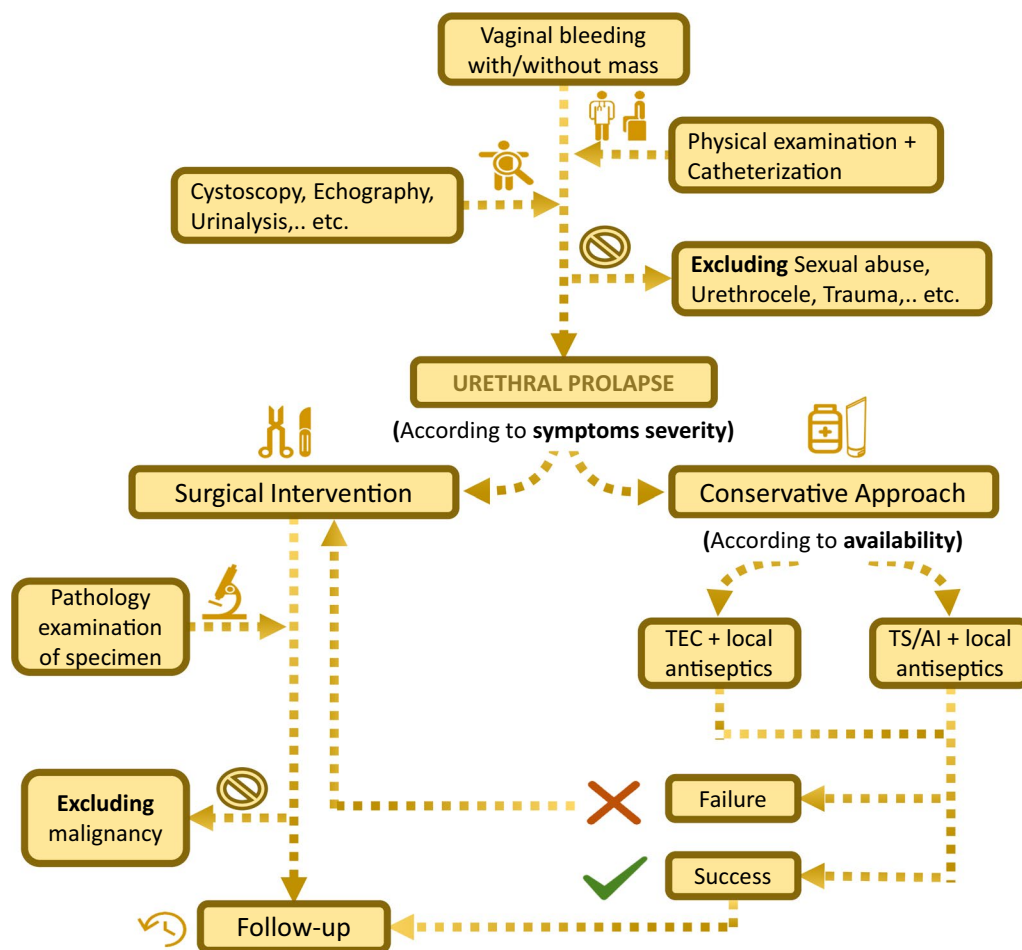 Vaginal bleeding
with/without mass
Physical examination +
Catheterization
Cystoscopy, Echography,
Urinalysis,.. etc.
Excluding Sexual abuse,
Urethrocele, Trauma,.. etc.
URETHRAL PROLAPSE
(According to symptoms severity)
Surgical Intervention
Conservative Approach
(According to availability)
Pathology
examination
of specimen
TEC + local
antiseptics
TS/AI + local
antiseptics
Excluding
malignancy
Failure
Success
Follow-up